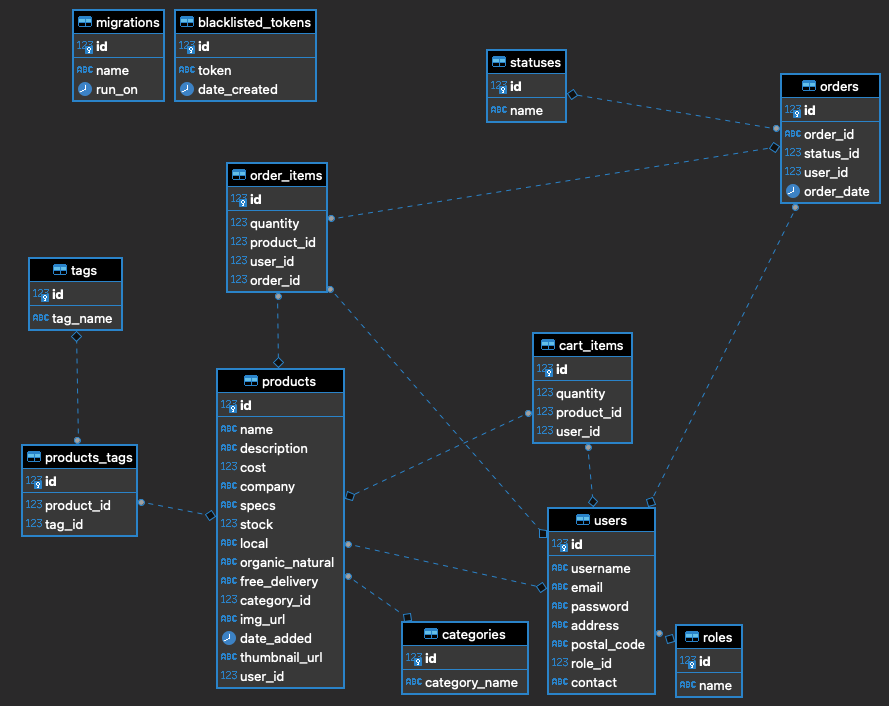 migrations
123 id
ABC name
run_on
blacklisted_tokens
123 id
ABC token
date_created
statuses
123 id
ABC name
orders
123 id
ABC order_id
123 status_id
123 user_id
order_date
order_items
123 id
123 quantity
123 product_id
123 user_id
123 order_id
tags
123 id
ABC tag_name
cart_items
123 id
123 quantity
123 product_id
123 user_id
products
123 id
ABC name
ABC description
123 cost
ABC company
ABC specs
123 stock
ABC local
ABC organic_natural
ABC free_delivery
123 category_id
ABC img_url
date_added
ABC thumbnail_url
123 user_id
products_tags
123 id
123 product_id
123 tag_id
users
123 id
ABC username
ABC email
ABC password
ABC address
ABC postal_code
123 role_id
ABC contact
categories
123 id
ABC category_name
roles
123 id
ABC name